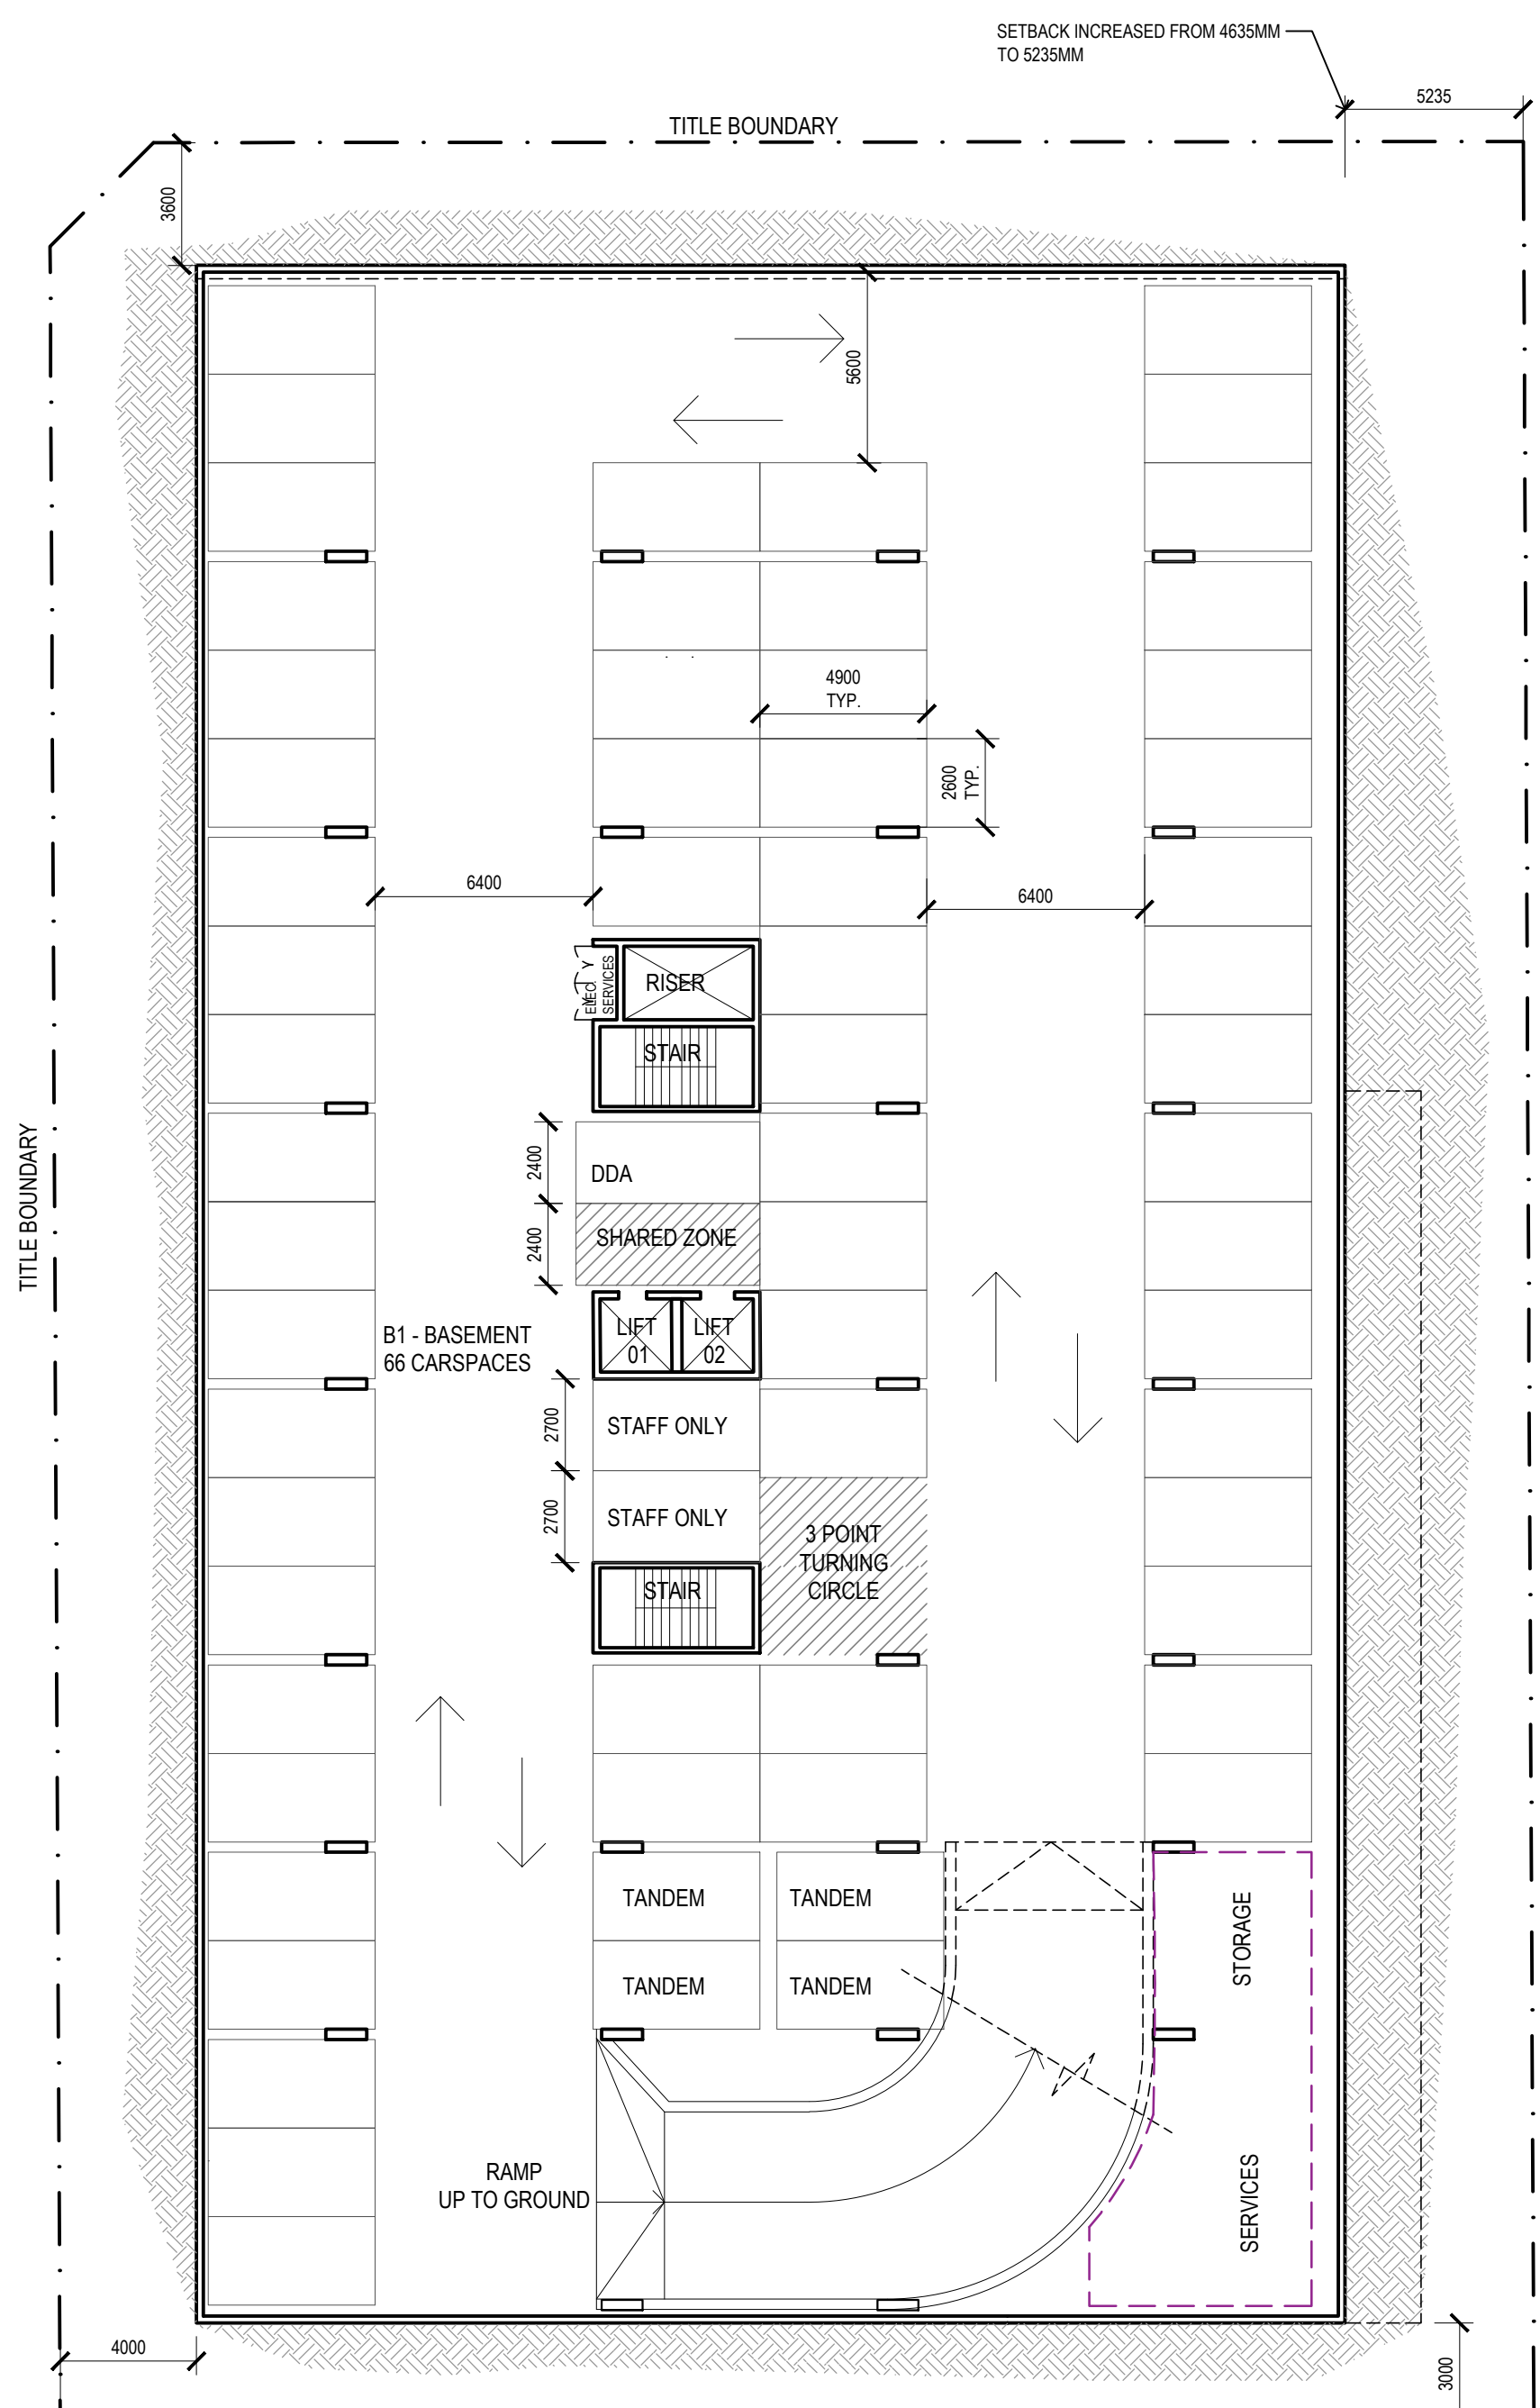 SETBACK INCREASED FROM 4635MM
TO 5235MM
5235
TITLE BOUNDARY
3600
5600
4900
TYP.
2600
TYP.
6400
6400
ELEC.
SERVICES
RISER
STAIR
TITLE BOUNDARY
2400
DDA
2400
SHARED ZONE
LIFT
01
LIFT
02
B1 - BASEMENT
66 CARSPACES
2700
STAFF ONLY
2700
STAFF ONLY
3 POINT
TURNING
CIRCLE
STAIR
TANDEM
TANDEM
TANDEM
TANDEM
STORAGE
RAMP
UP TO GROUND
SERVICES
4000
3000